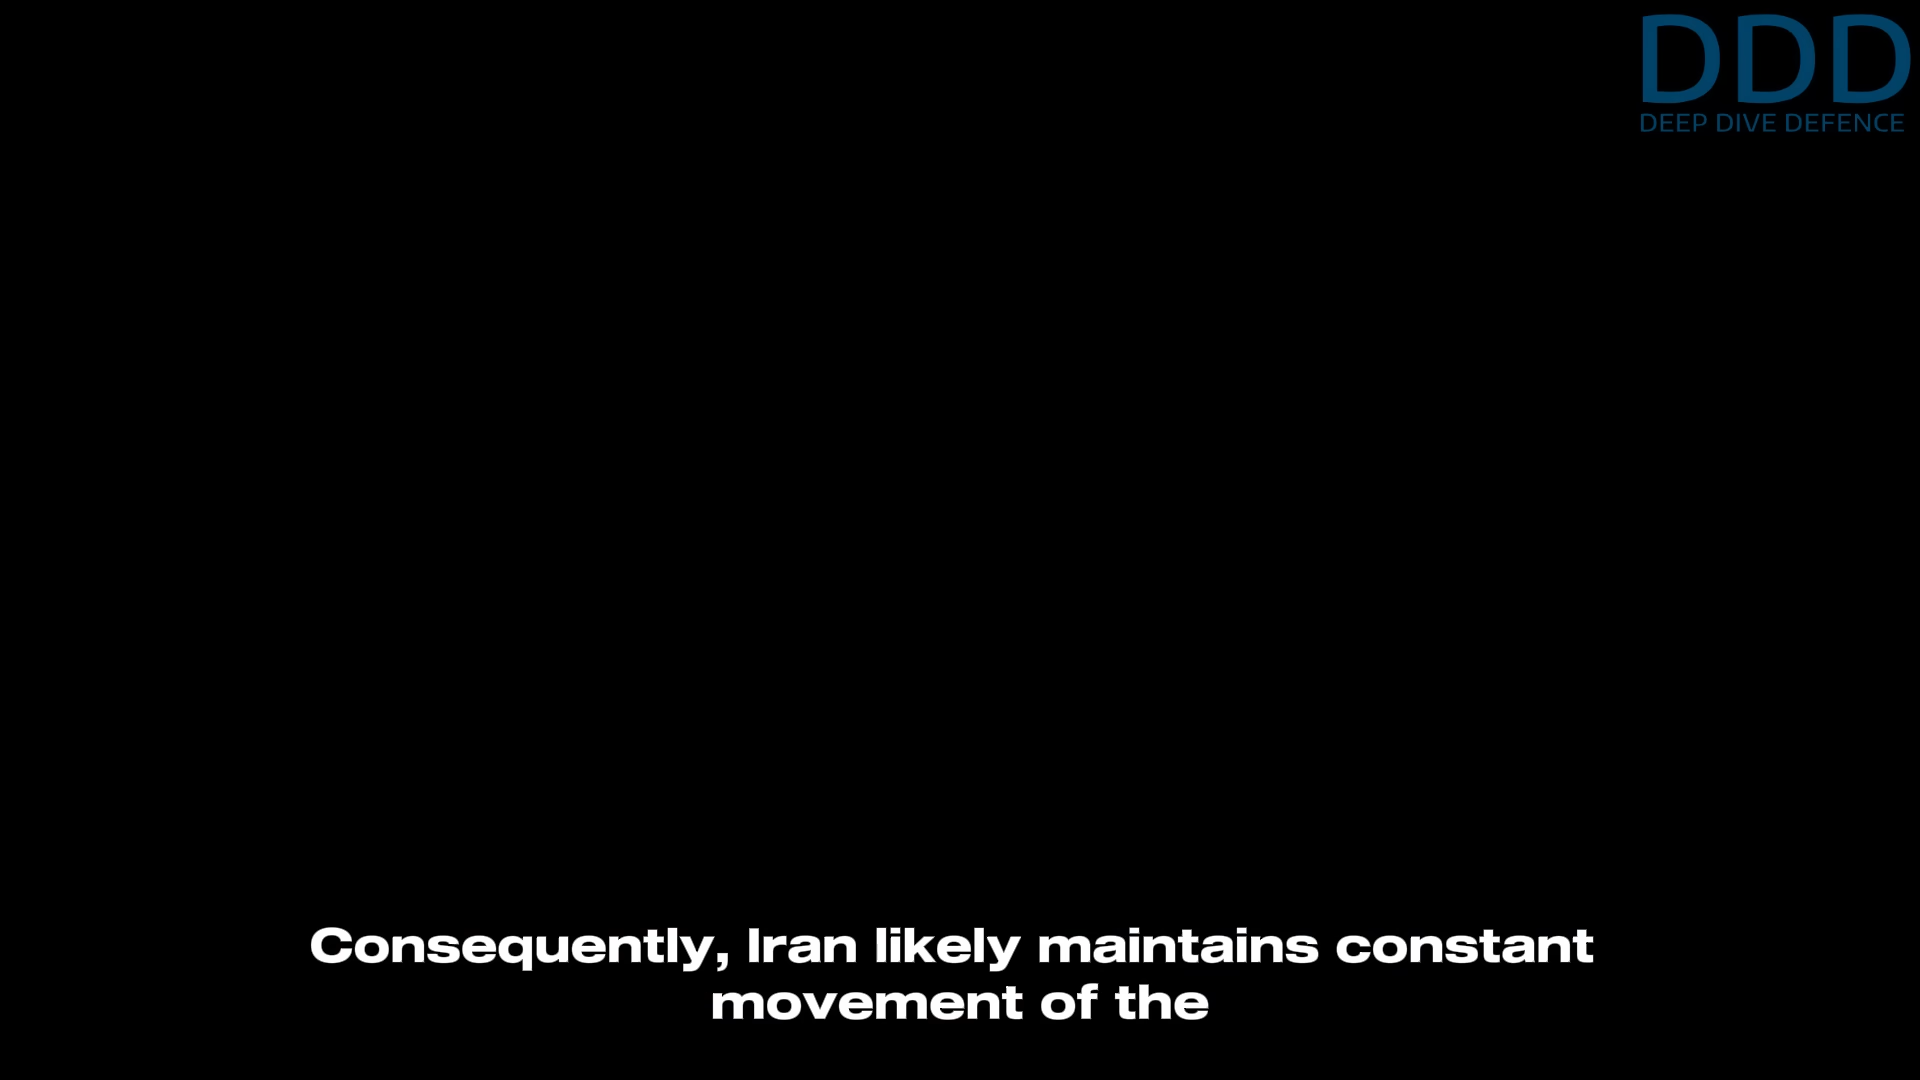 DDD
DEEP DIVE DEFENCE
Consequently, Iran likely maintains constant
movement of the